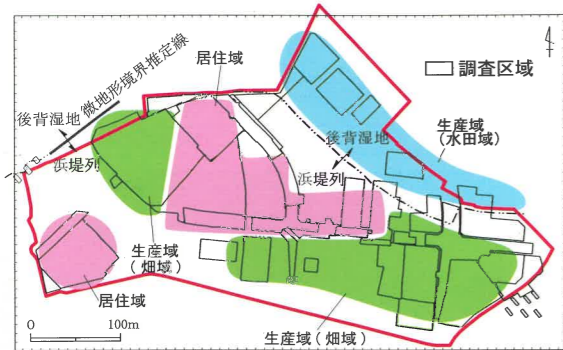 居住域
調査区域
微地形境界推定線
後背湿地
浜堤列
後背湿地
浜堤列
生産域
(水田域)
生産域
(畑域)
居住域
生産域(畑域)
0
100m